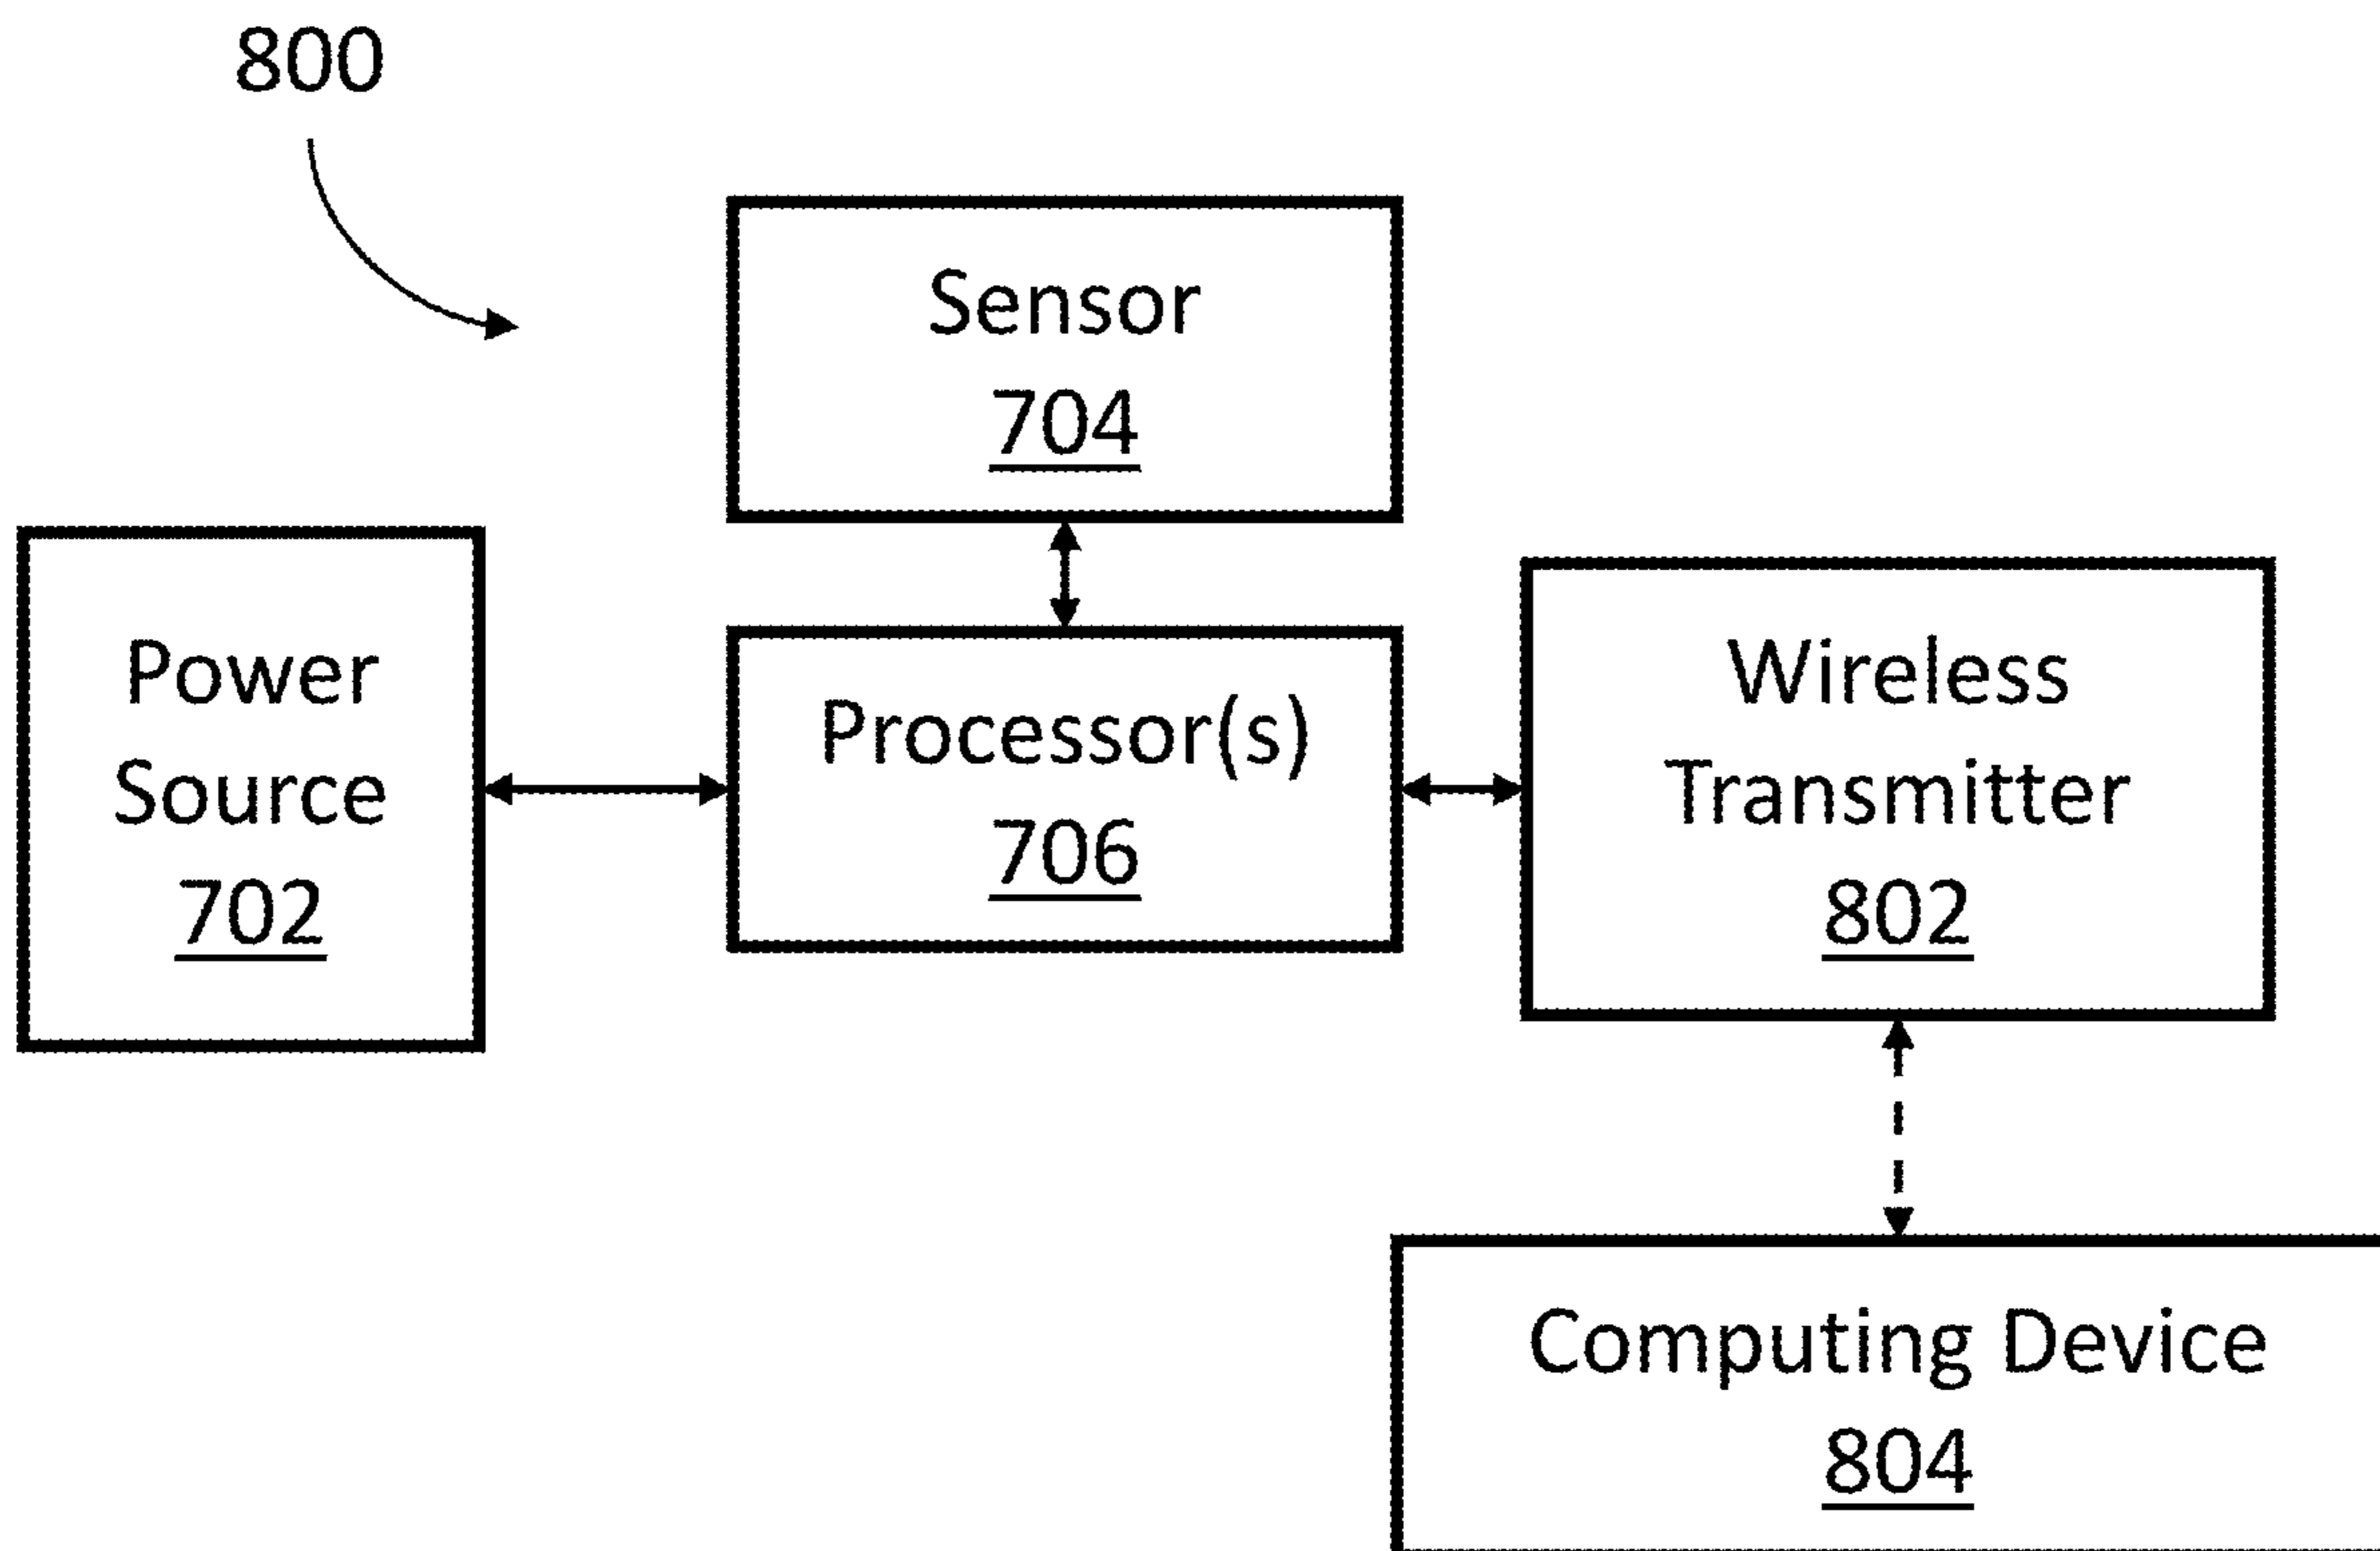 800
Sensor
704
Power
Source
702
Processor(s)
706
Wireless
Transmitter
802
Computing Device
804